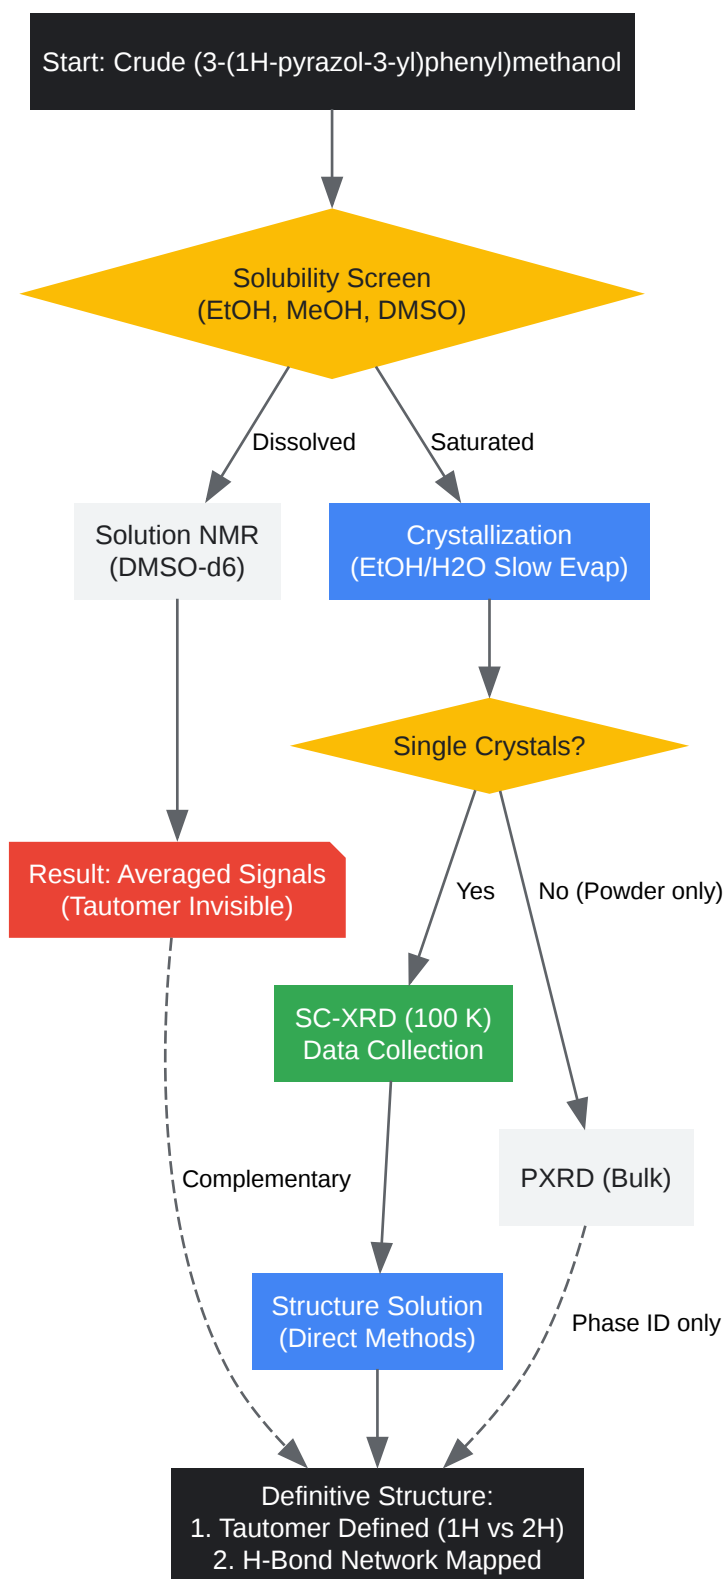 Start: Crude (3-(1H-pyrazol-3-yl)phenyl)methanol
Solubility Screen
(EtOH, MeOH, DMSO)
Dissolved
Saturated
Solution NMR
(DMSO-d6)
Crystallization
(EtOH/H2O Slow Evap)
Single Crystals?
Result: Averaged Signals
(Tautomer Invisible)
Yes
No (Powder only)
SC-XRD (100 K)
Data Collection
Complementary
PXRD (Bulk)
Structure Solution
(Direct Methods)
Phase ID only
Definitive Structure:
1. Tautomer Defined (1H vs 2H)
2. H-Bond Network Mapped